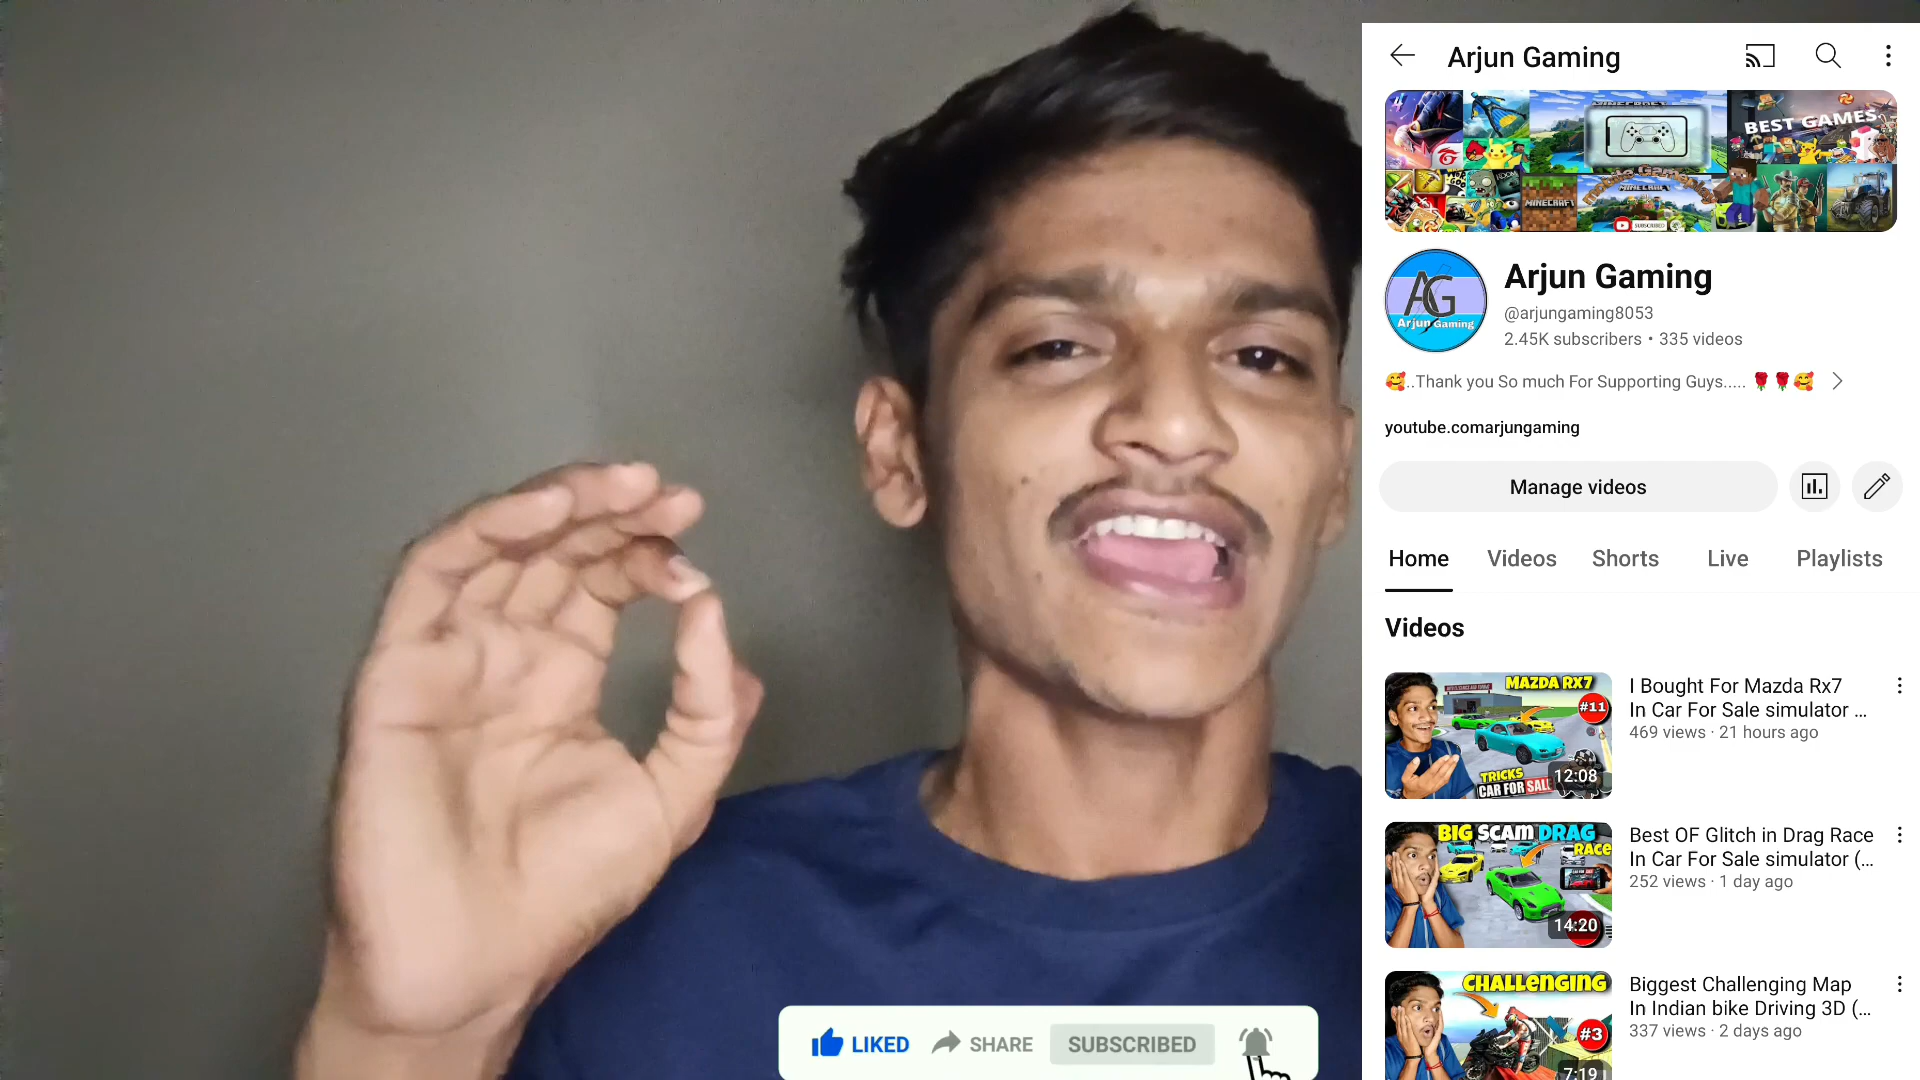 Arjun Gaming
MINECRAFT
BEST GAMES
MINECRAFT
MINECRAFT
SUBSCRIBED
AG
Arjun Gaming
Arjun Gaming
@arjungaming8053
2.45K subscribers • 335 videos
🥰..Thank you So much For Supporting Guys..... 🌹🌹🥰
youtube.comarjungaming
Manage videos
Home Videos Shorts Live Playlists
Videos
MAZDA RX7
#11
TRICKS
CAR FOR SALE
12:08
I Bought For Mazda Rx7
In Car For Sale simulator ...
469 views · 21 hours ago
BIG SCAM DRAG
RACE
14:20
Best OF Glitch in Drag Race
In Car For Sale simulator (...
252 views · 1 day ago
CHALLENGING
#3
7:19
Biggest Challenging Map
In Indian bike Driving 3D (...
337 views · 2 days ago
LIKED SHARE SUBSCRIBED